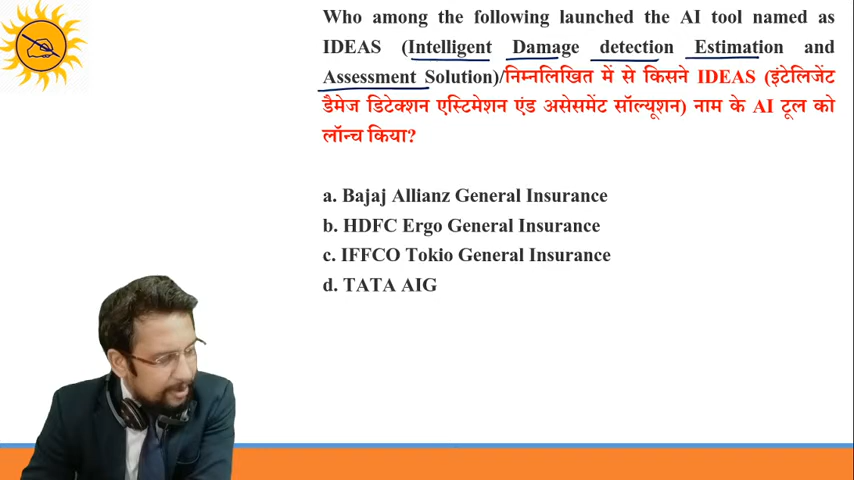 Who among the following launched the AI tool named as
IDEAS (Intelligent Damage detection Estimation and
Assessment Solution)/निम्नलिखित में से किसने IDEAS (इंटेलिजेंट
डैमेज डिटेक्शन एस्टिमेशन एंड असेसमेंट सॉल्यूशन) नाम के AI टूल को
लॉन्च किया?
a. Bajaj Allianz General Insurance
b. HDFC Ergo General Insurance
c. IFFCO Tokio General Insurance
d. TATA AIG